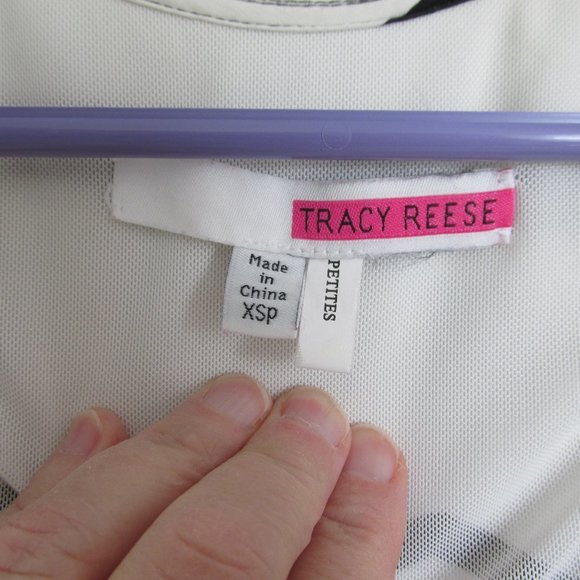 TRACY REESE
Made
in
China
XSp
PETITES